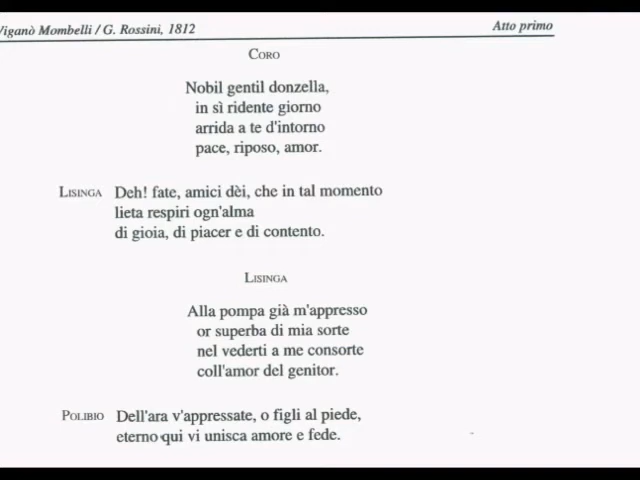 Viganò Mombelli / G. Rossini, 1812
Atto primo
CORO
Nobil gentil donzella,
in sì ridente giorno
arrida a te d'intorno
pace, riposo, amor.
LISINGA Deh! fate, amici dèi, che in tal momento
lieta respiri ogn'alma
di gioia, di piacer e di contento.
LISINGA
Alla pompa già m'appresso
or superba di mia sorte
nel vederti a me consorte
coll'amor del genitor.
POLIBIO Dell'ara v'appressate, o figli al piede,
eterno qui vi unisca amore e fede.